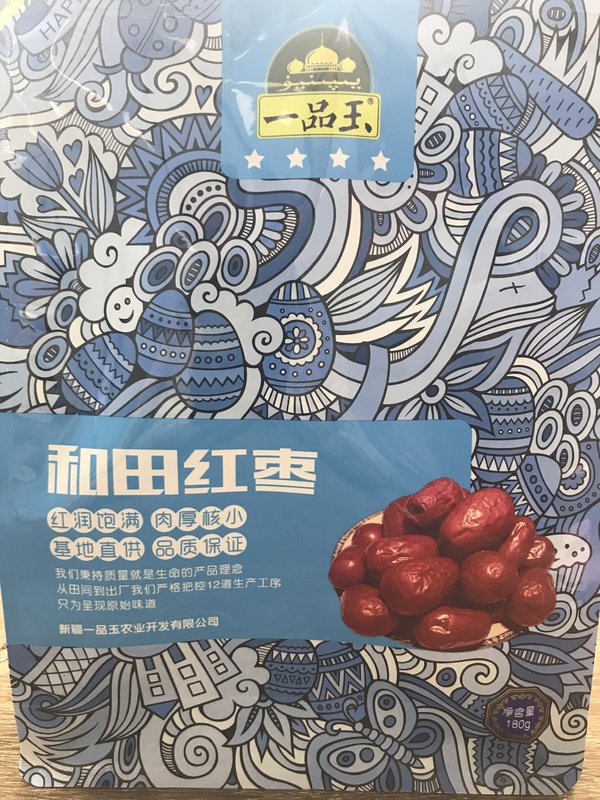 HAPP
一品玉®
和田红枣
红润饱满 肉厚核小
基地直供 品质保证
我们秉持质量就是生命的产品理念
从田间到出厂我们严格把控12道生产工序
只为呈现原始味道
新疆一品玉农业开发有限公司
净含量
180g